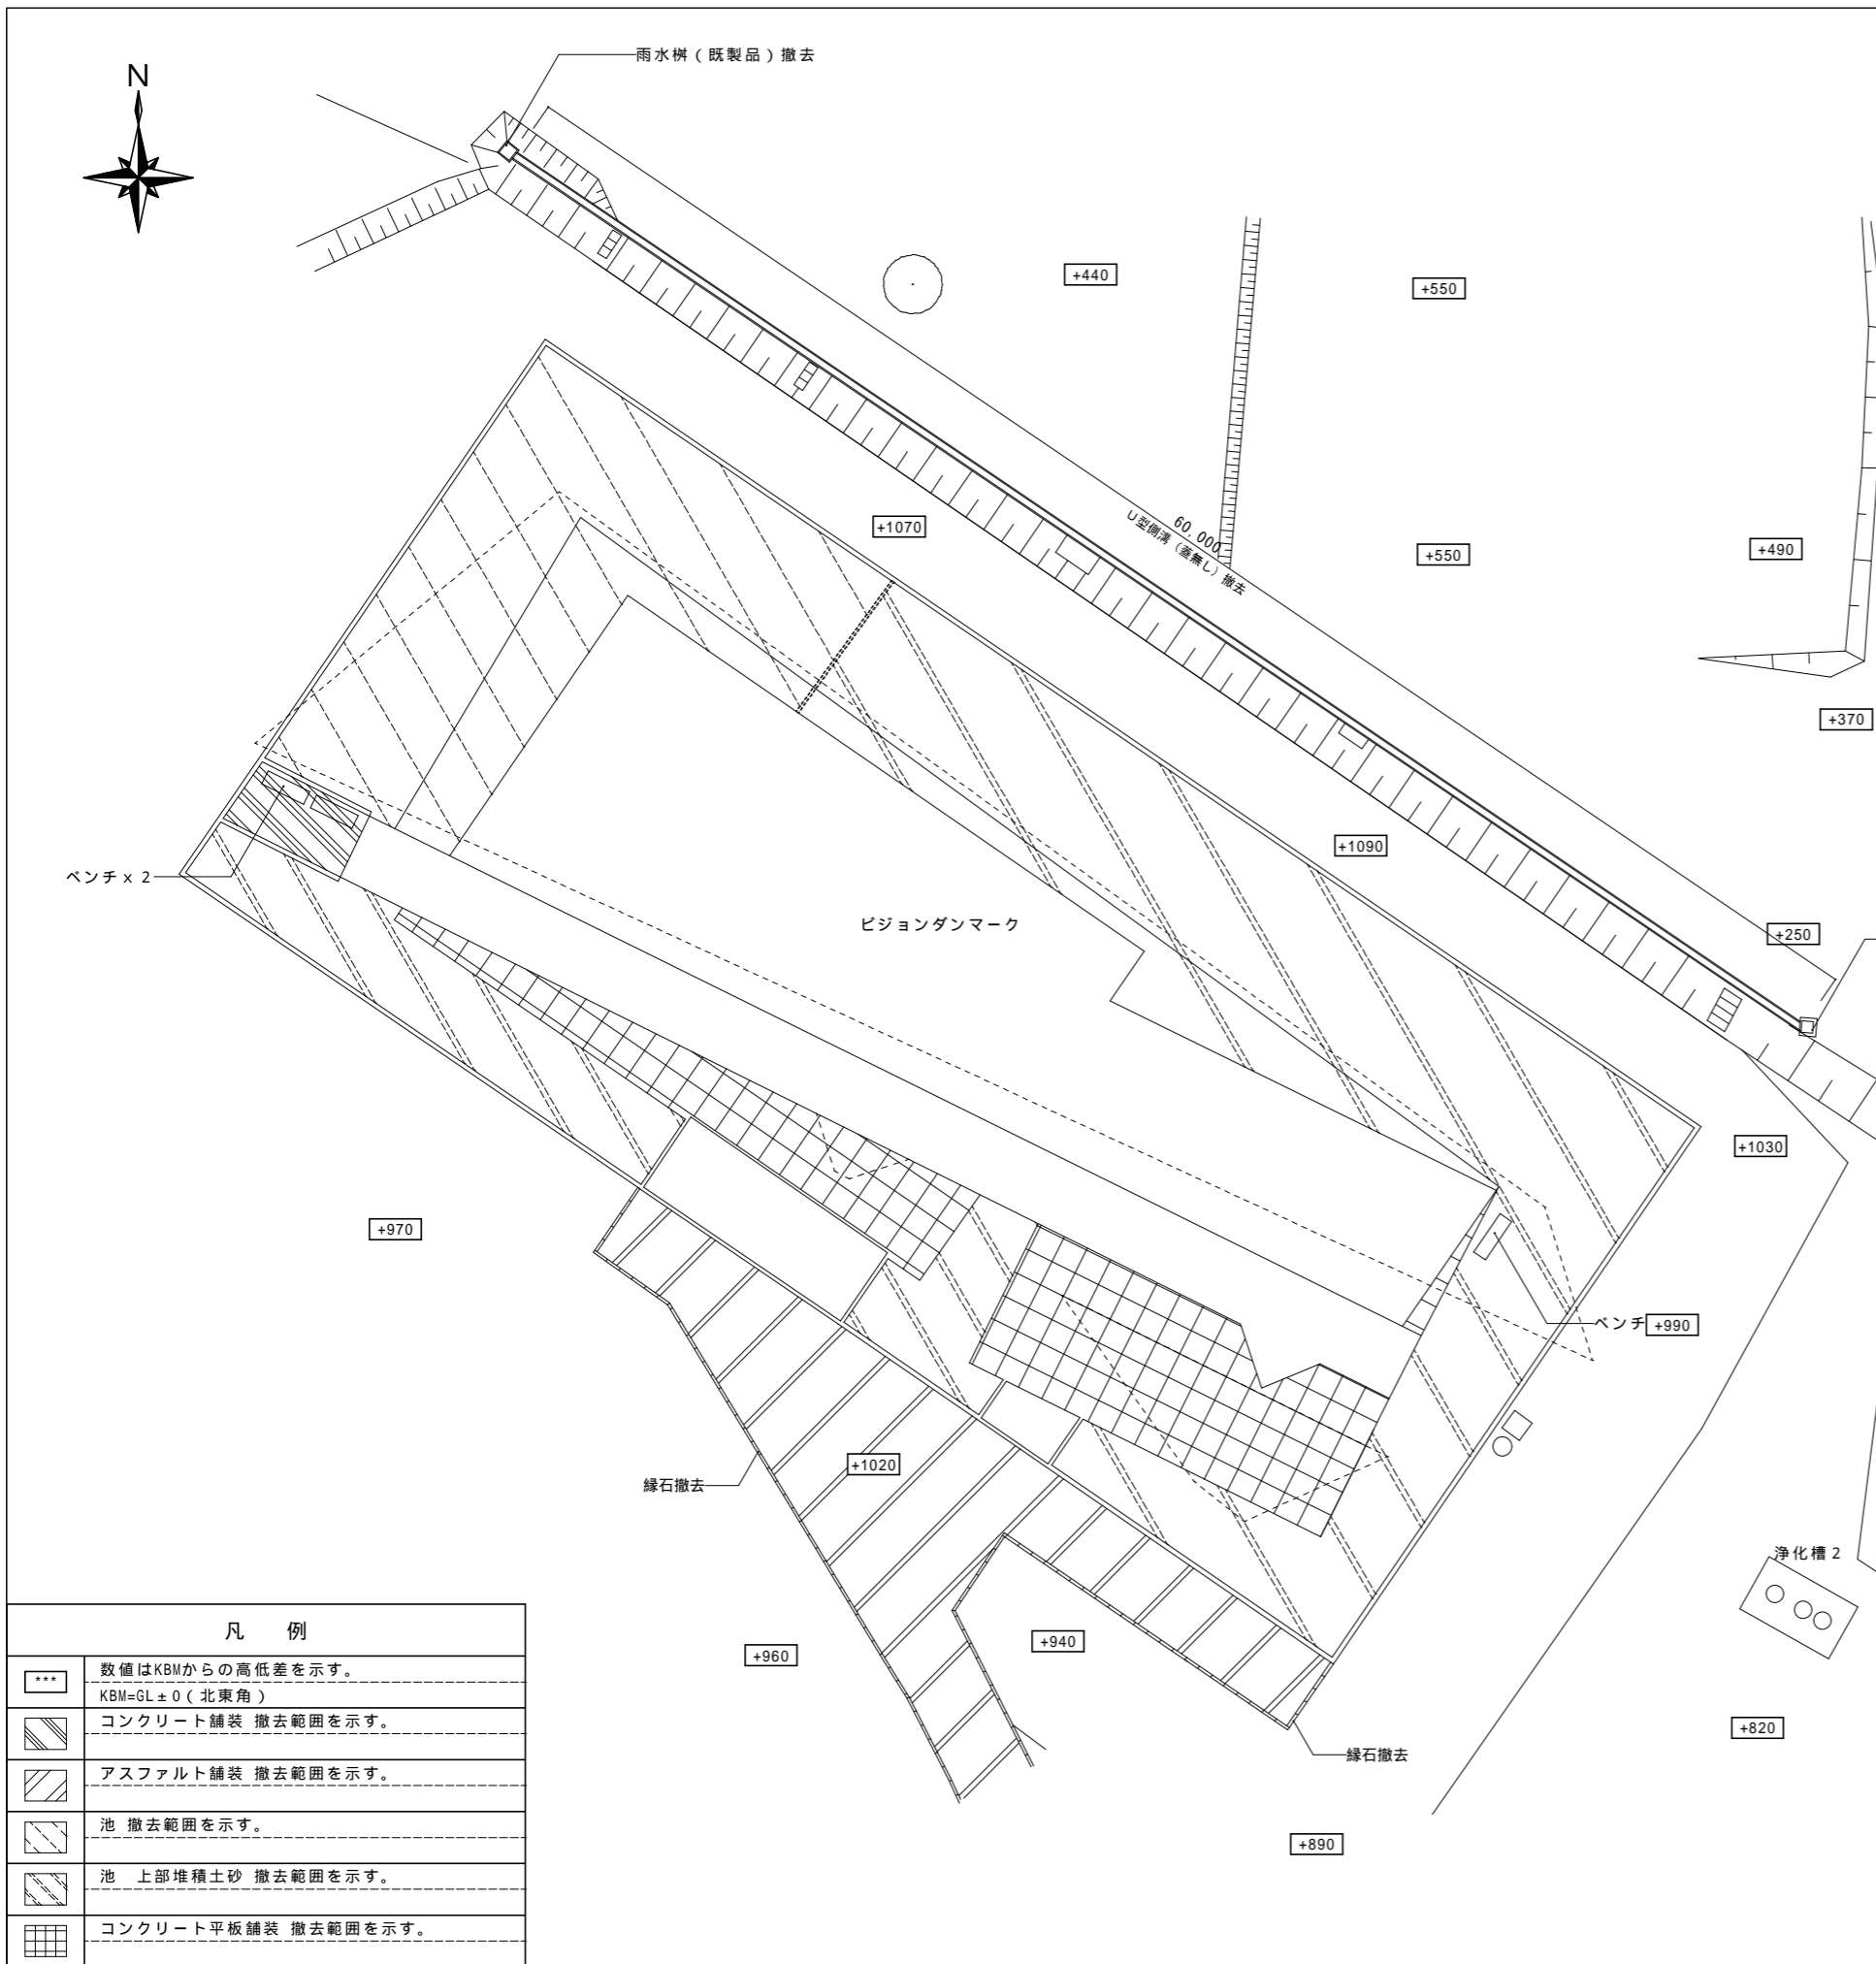 雨水桝（既製品）撤去
N
+440
+550
+1070
60,000
U型側溝（蓋無し）撤去
+550
+490
+370
+1090
ベンチｘ２
ビジョンダンマーク
+250
+1030
+970
ベンチ
+990
+1020
縁石撤去
浄化槽２
+940
+960
+820
縁石撤去
+890
凡　例
***
数値はKBMからの高低差を示す。
KBM=GL±0（北東角）
コンクリート舗装 撤去範囲を示す。
アスファルト舗装 撤去範囲を示す。
池 撤去範囲を示す。
池　上部堆積土砂 撤去範囲を示す。
コンクリート平板舗装 撤去範囲を示す。